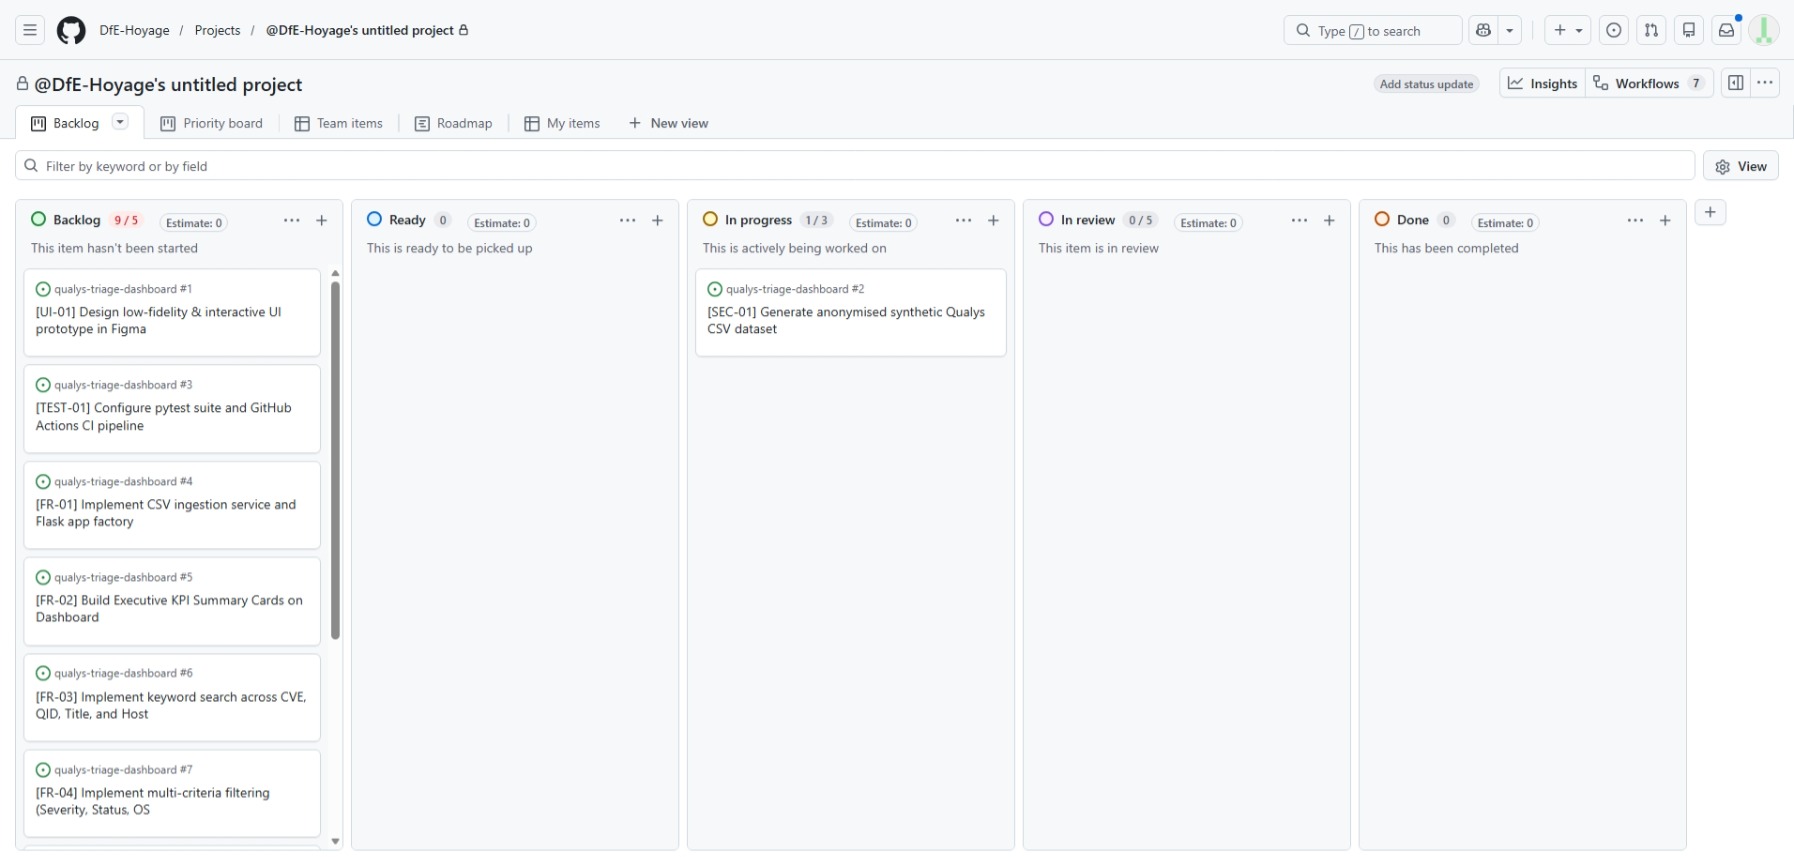 DfE-Hoyage / Projects / @DfE-Hoyage's untitled project
Type / to search
@DfE-Hoyage's untitled project
Add status update
Insights
Workflows 7
Backlog
Priority board
Team items
Roadmap
My items
New view
Filter by keyword or by field
View
Backlog 9 / 5 Estimate: 0
This item hasn't been started
qualys-triage-dashboard #1
[UI-01] Design low-fidelity & interactive UI
prototype in Figma
qualys-triage-dashboard #3
[TEST-01] Configure pytest suite and GitHub
Actions CI pipeline
qualys-triage-dashboard #4
[FR-01] Implement CSV ingestion service and
Flask app factory
qualys-triage-dashboard #5
[FR-02] Build Executive KPI Summary Cards on
Dashboard
qualys-triage-dashboard #6
[FR-03] Implement keyword search across CVE,
QID, Title, and Host
qualys-triage-dashboard #7
[FR-04] Implement multi-criteria filtering
(Severity, Status, OS
Ready 0 Estimate: 0
This is ready to be picked up
In progress 1 / 3 Estimate: 0
This is actively being worked on
qualys-triage-dashboard #2
[SEC-01] Generate anonymised synthetic Qualys
CSV dataset
In review 0 / 5 Estimate: 0
This item is in review
Done 0 Estimate: 0
This has been completed